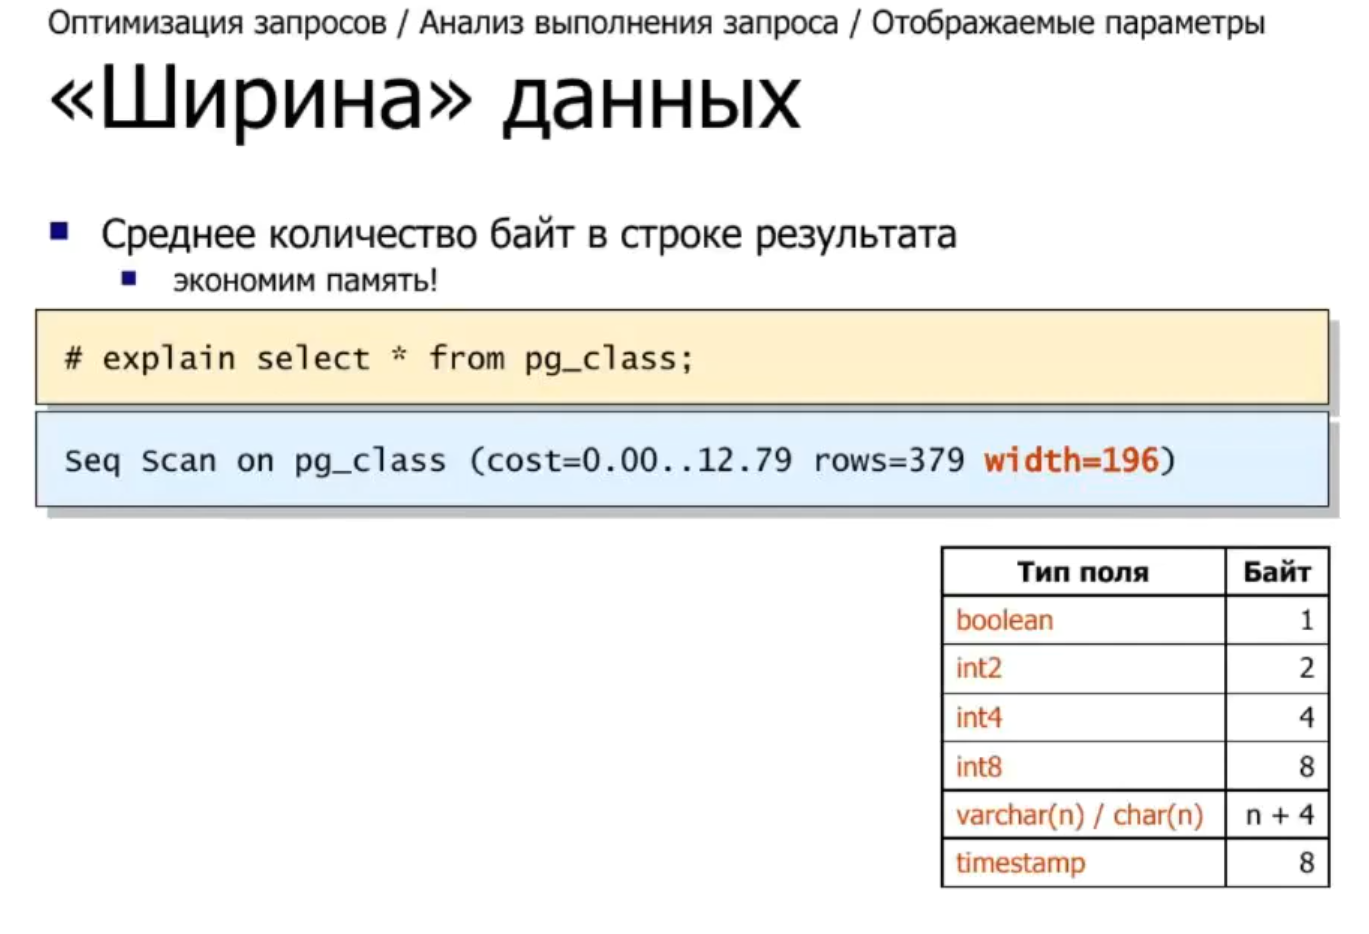 Оптимизация запросов / Анализ выполнения запроса / Отображаемые параметры
«Ширина» данных
Среднее количество байт в строке результата
экономим память!
# explain select * from pg_class;
Seq Scan on pg_class (cost=0.00..12.79 rows=379 width=196)
Тип поля Байт
boolean 1
int2 2
int4 4
int8 8
varchar(n) / char(n) n + 4
timestamp 8